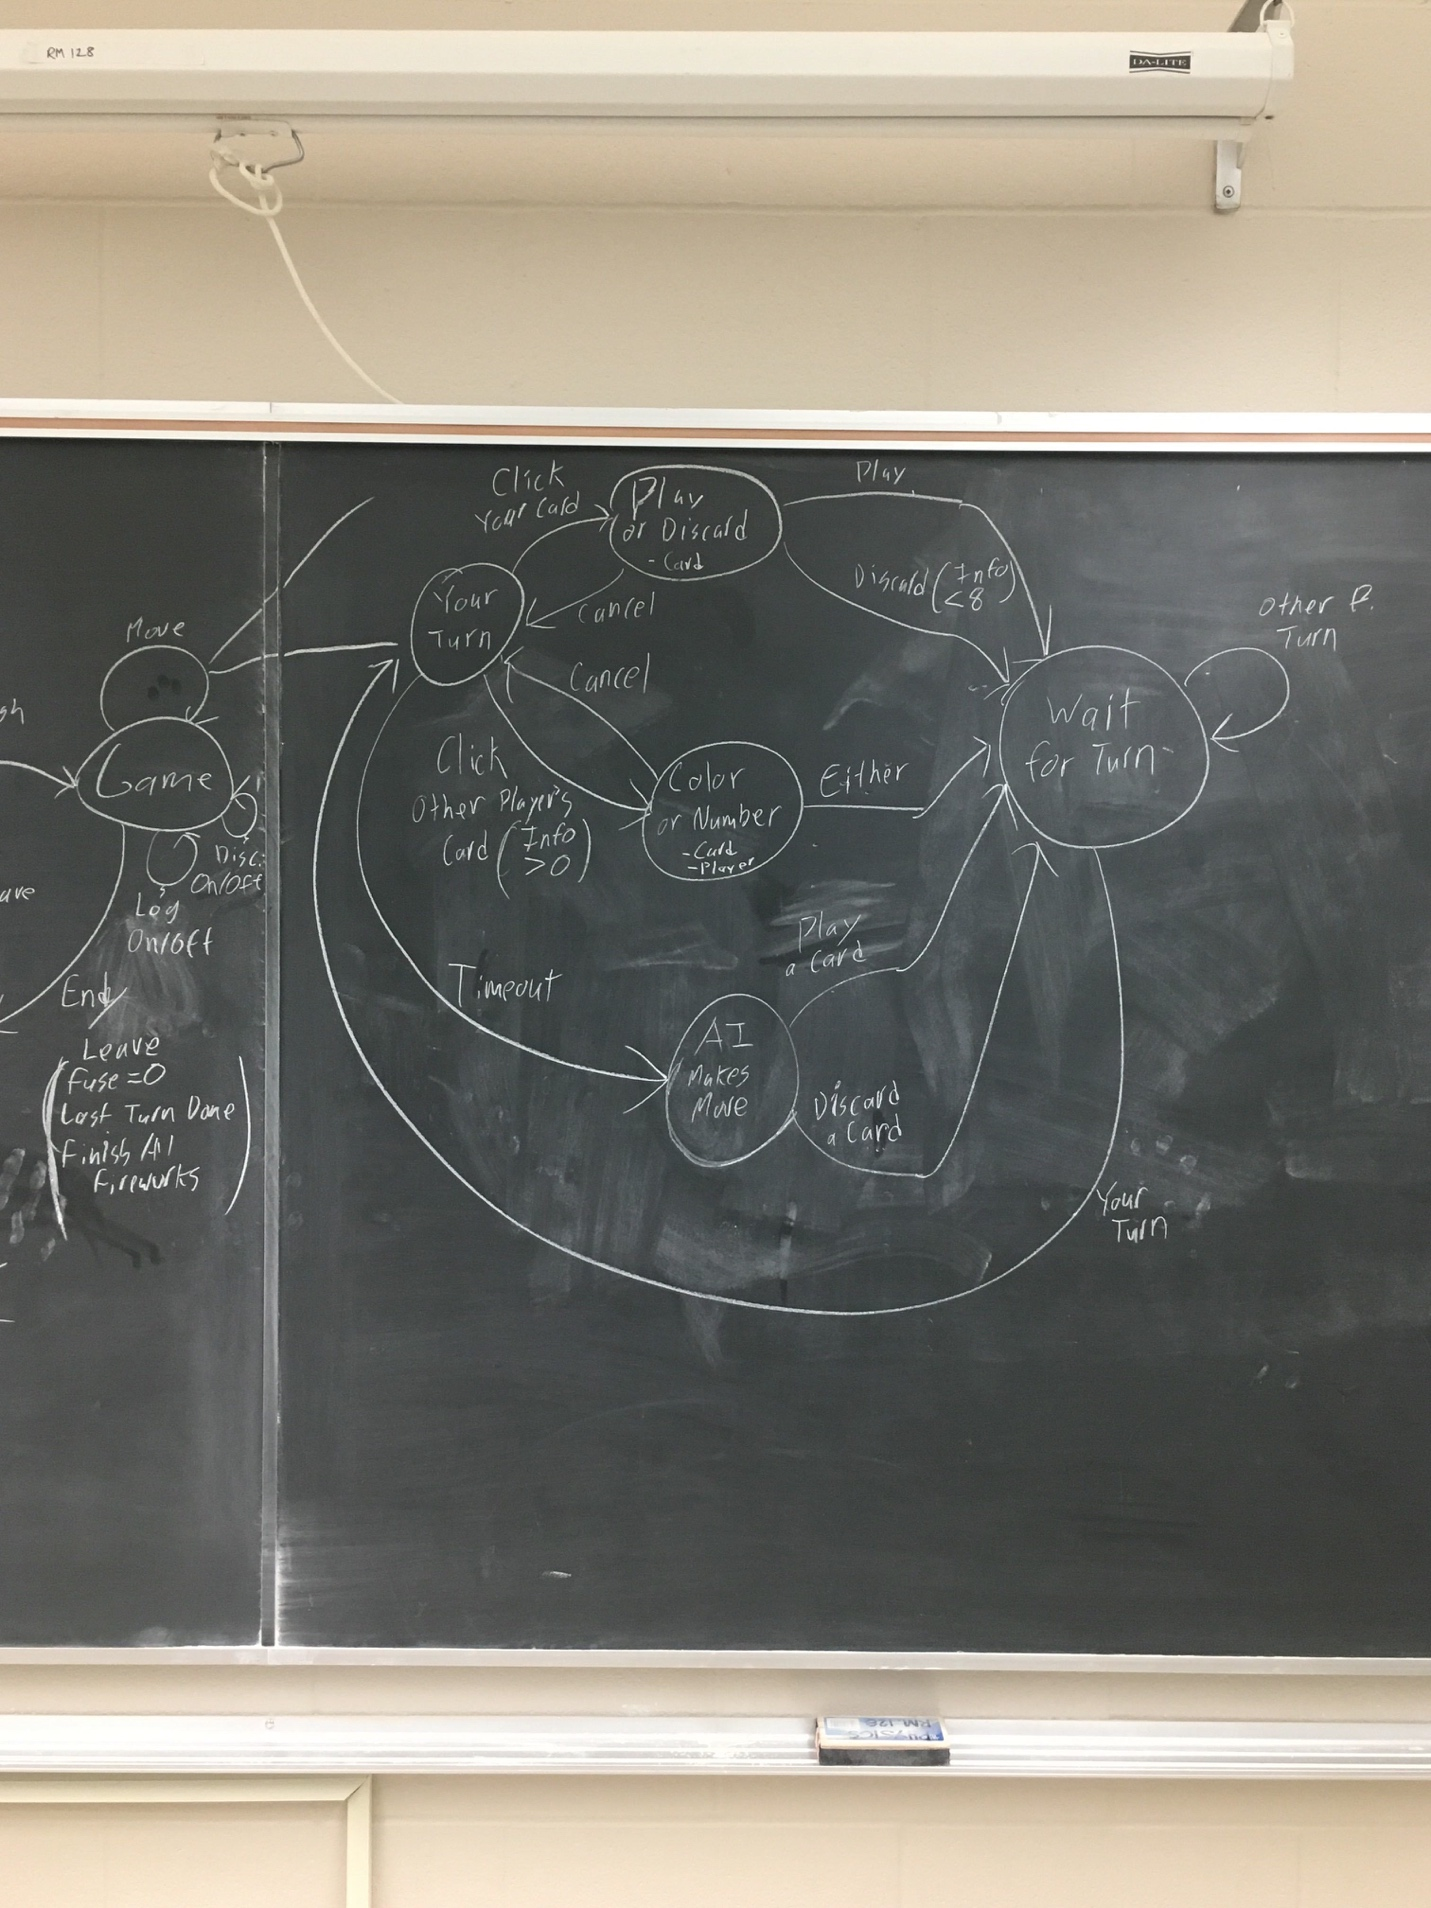 RM 128
DA-LITE
Click
Your Card
Play
or Discard
- Card
Play
Discard (Info
<8)
Your
Turn
Cancel
Cancel
Other P.
Turn
Move
Game
Disc.
On/Off
Log
On/Off
Wait
for Turn
Click
Other Player's
Card (Info
>0)
Color
or Number
- Card
- Player
Either
Play
a Card
Timeout
AI
Makes
Move
Discard
a Card
End
Leave
Fuse=0
Last Turn Done
Finish All
Fireworks
Your
Turn
PHYSICS
RM. 126